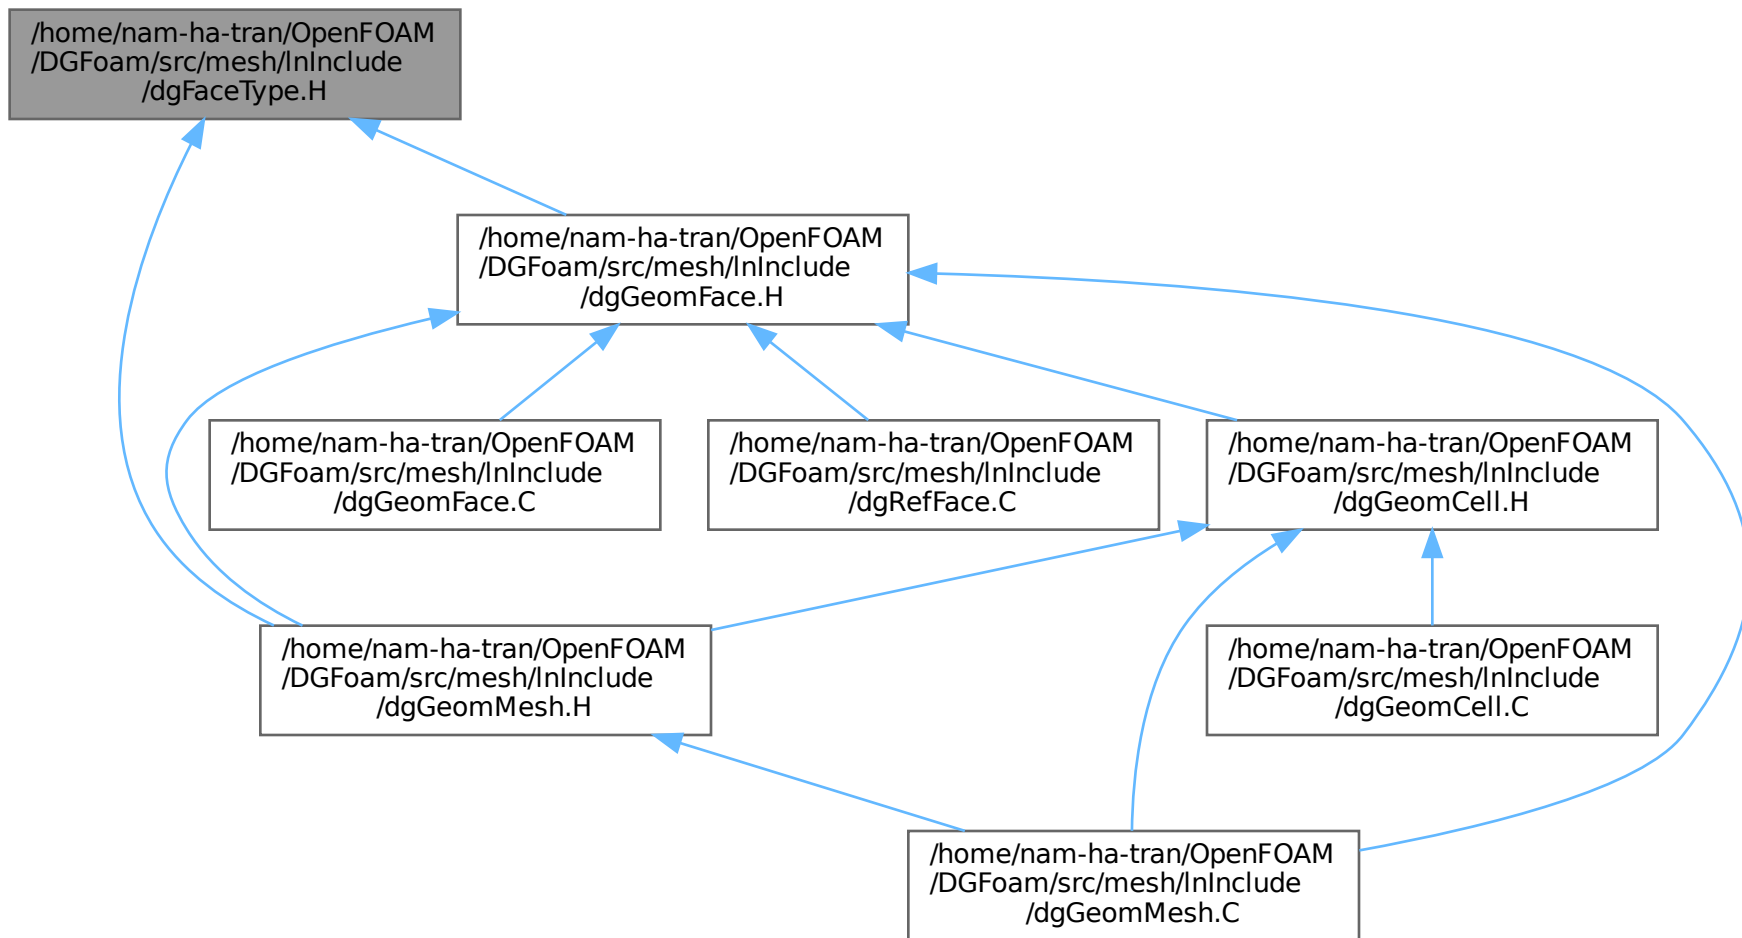 /home/nam-ha-tran/OpenFOAM
/DGFoam/src/mesh/lnInclude
/dgFaceType.H
/home/nam-ha-tran/OpenFOAM
/DGFoam/src/mesh/lnInclude
/dgGeomFace.H
/home/nam-ha-tran/OpenFOAM
/DGFoam/src/mesh/lnInclude
/dgGeomFace.C
/home/nam-ha-tran/OpenFOAM
/DGFoam/src/mesh/lnInclude
/dgRefFace.C
/home/nam-ha-tran/OpenFOAM
/DGFoam/src/mesh/lnInclude
/dgGeomCell.H
/home/nam-ha-tran/OpenFOAM
/DGFoam/src/mesh/lnInclude
/dgGeomMesh.H
/home/nam-ha-tran/OpenFOAM
/DGFoam/src/mesh/lnInclude
/dgGeomCell.C
/home/nam-ha-tran/OpenFOAM
/DGFoam/src/mesh/lnInclude
/dgGeomMesh.C